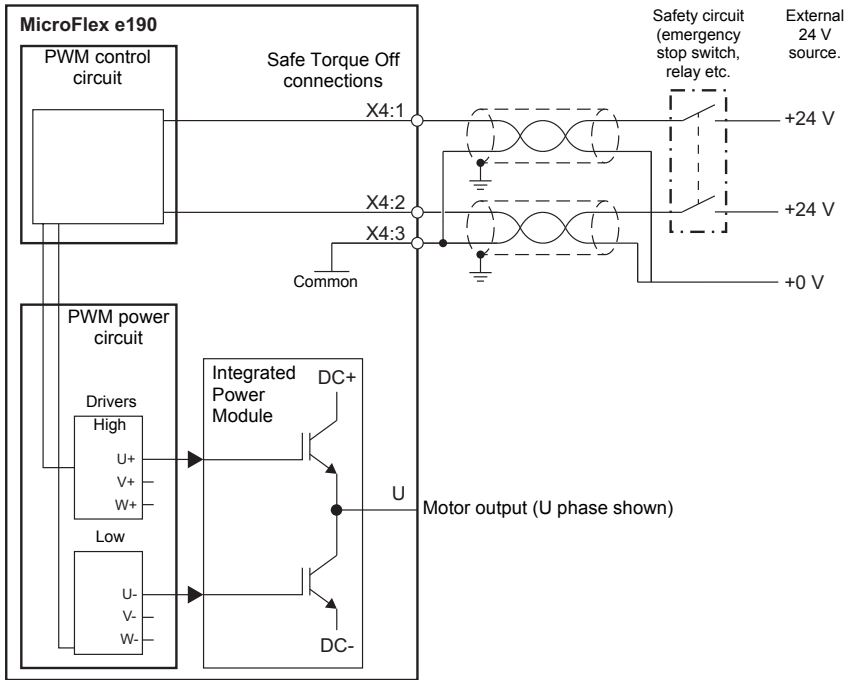 MicroFlex e190
PWM control
circuit
Safe Torque Off
connections
Safety circuit
(emergency
stop switch,
relay etc.
External
24 V
source.
X4:1
+24 V
X4:2
+24 V
X4:3
Common
+0 V
PWM power
circuit
Integrated
Power
Module
DC+
Drivers
High
U+
V+
W+
U
Motor output (U phase shown)
Low
U-
V-
W-
DC-